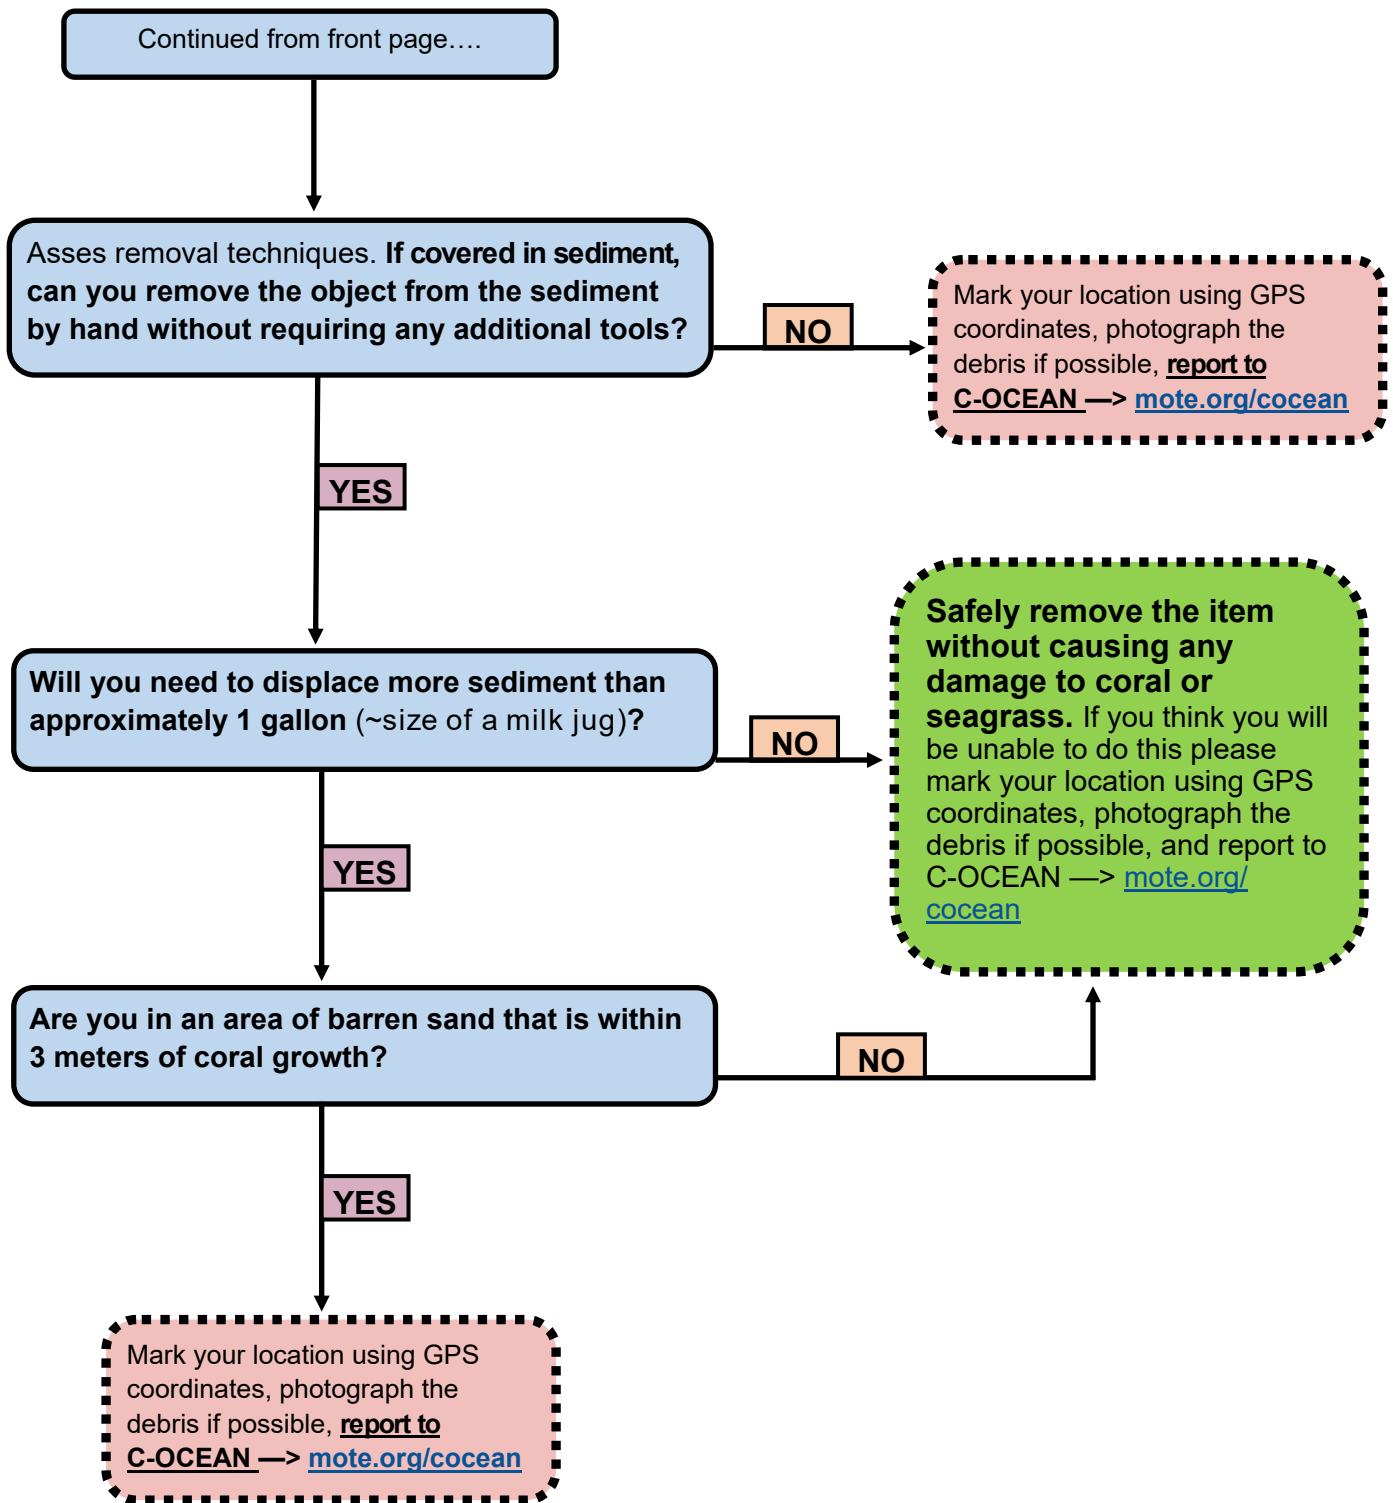 Continued from front page….
Asses removal techniques. If covered in sediment,
can you remove the object from the sediment
by hand without requiring any additional tools?
NO
Mark your location using GPS
coordinates, photograph the
debris if possible, report to
C-OCEAN —> mote.org/cocean
YES
Will you need to displace more sediment than
approximately 1 gallon (~size of a milk jug)?
NO
Safely remove the item
without causing any
damage to coral or
seagrass. If you think you will
be unable to do this please
mark your location using GPS
coordinates, photograph the
debris if possible, and report to
C-OCEAN —> mote.org/
cocean
YES
Are you in an area of barren sand that is within
3 meters of coral growth?
NO
YES
Mark your location using GPS
coordinates, photograph the
debris if possible, report to
C-OCEAN —> mote.org/cocean